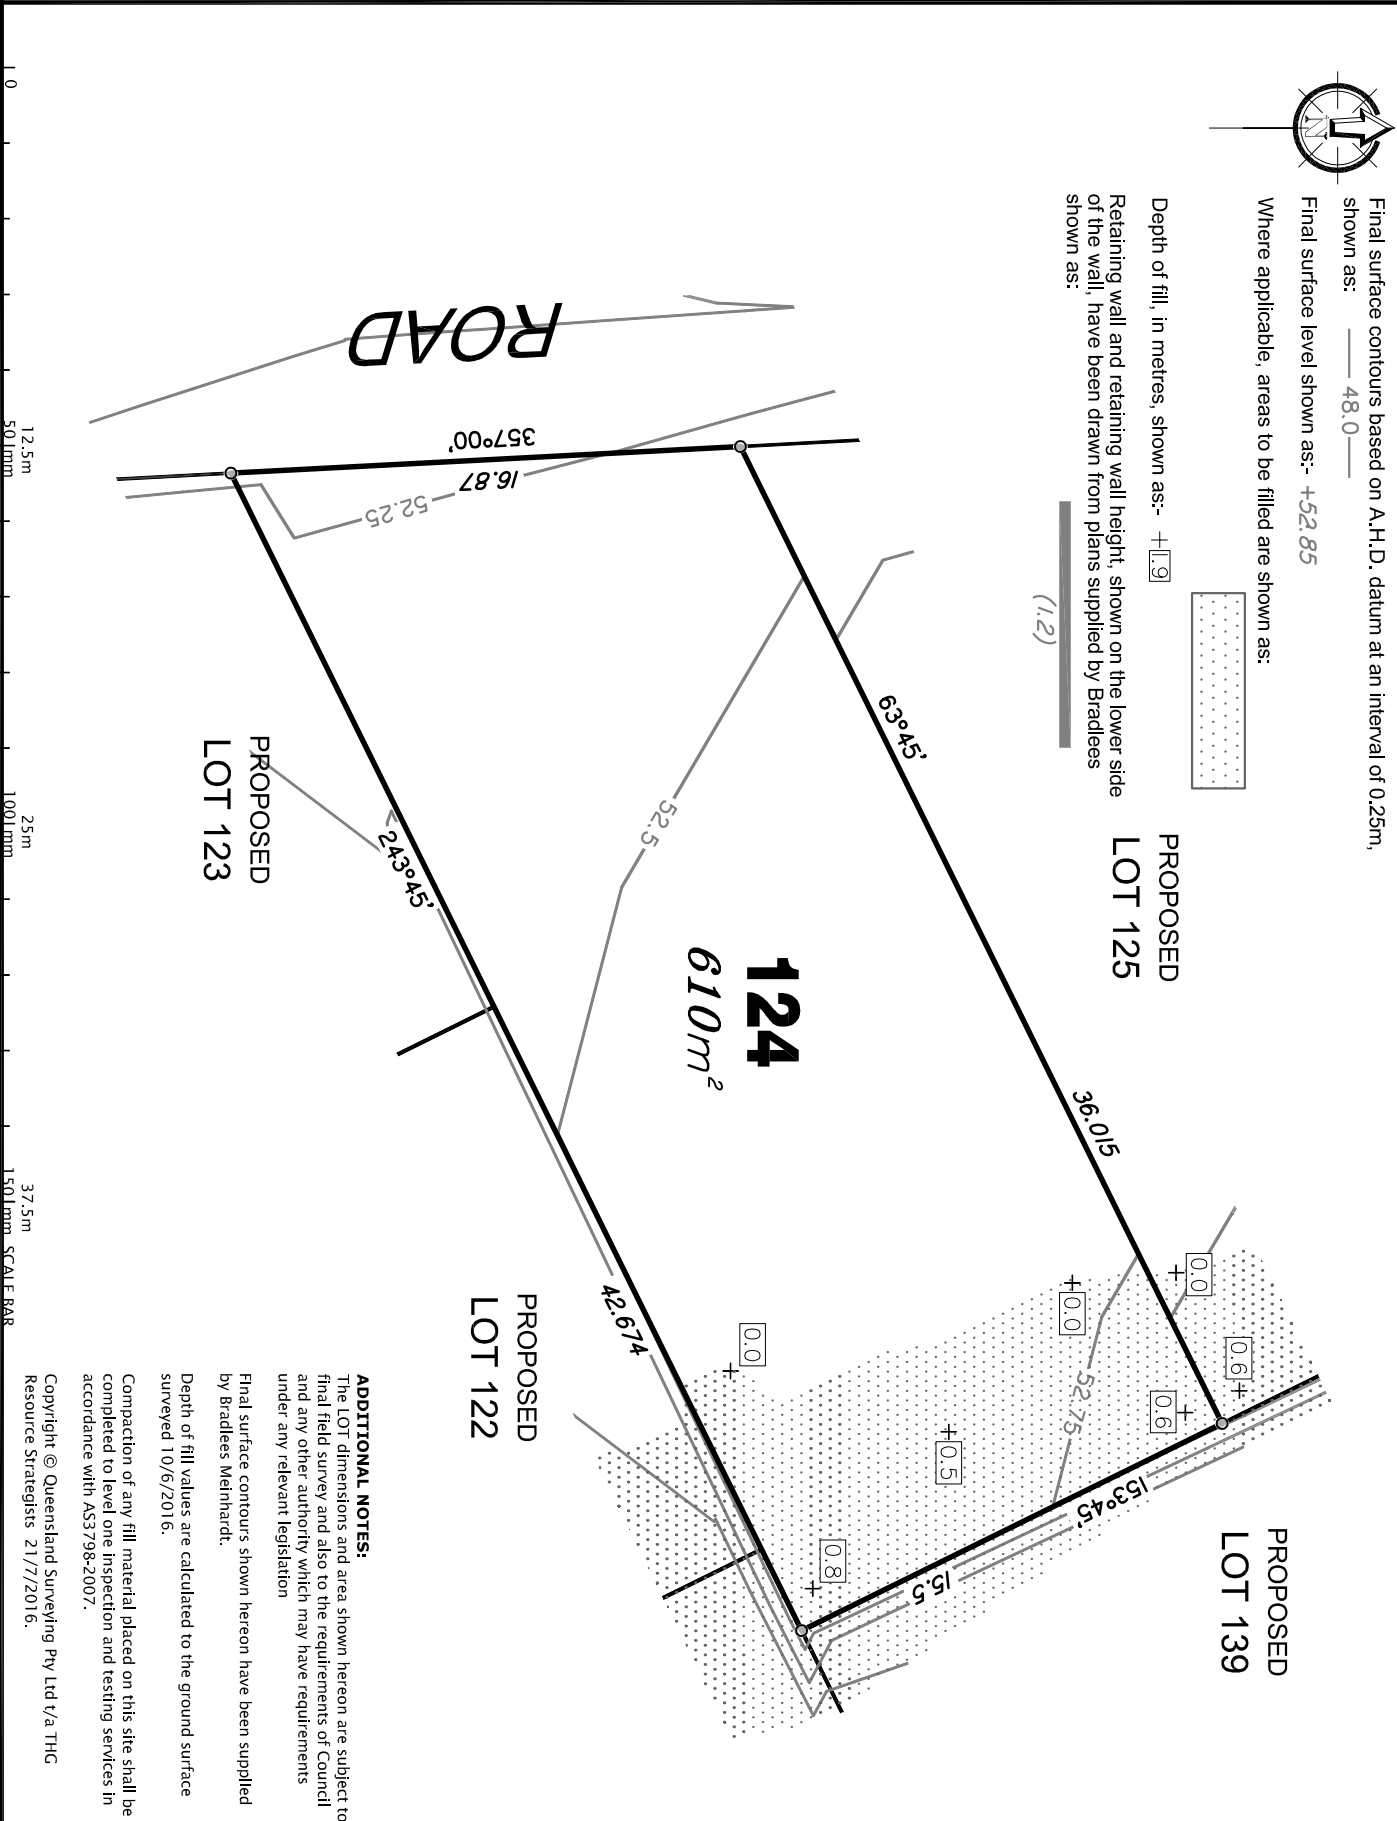 N
Final surface contours based on A.H.D. datum at an interval of 0.25m,
shown as: 48.0
Final surface level shown as:- +52.85
Where applicable, areas to be filled are shown as:
Depth of fill, in metres, shown as:- +1.9
Retaining wall and retaining wall height, shown on the lower side
of the wall, have been drawn from plans supplied by Bradlees
shown as:
(1.2)
ROAD
357°00'
16.87
52.25
63°45'
36.015
PROPOSED
LOT 125
52.5
124
610m²
PROPOSED
LOT 123
243°45'
42.674
PROPOSED
LOT 122
0.0
0.0
0.0
0.6
0.6
0.5
0.8
52.75
153°45'
15.5
PROPOSED
LOT 139
ADDITIONAL NOTES:
The LOT dimensions and area shown hereon are subject to
final field survey and also to the requirements of Council
and any other authority which may have requirements
under any relevant legislation
Final surface contours shown hereon have been supplied
by Bradlees Meinhardt.
Depth of fill values are calculated to the ground surface
surveyed 10/6/2016.
Compaction of any fill material placed on this site shall be
completed to level one inspection and testing services in
accordance with AS3798-2007.
Copyright © Queensland Surveying Pty Ltd t/a THG
Resource Strategists 21/7/2016.
0
12.5m
50mm
25m
100mm
37.5m
150mm SCALE BAR